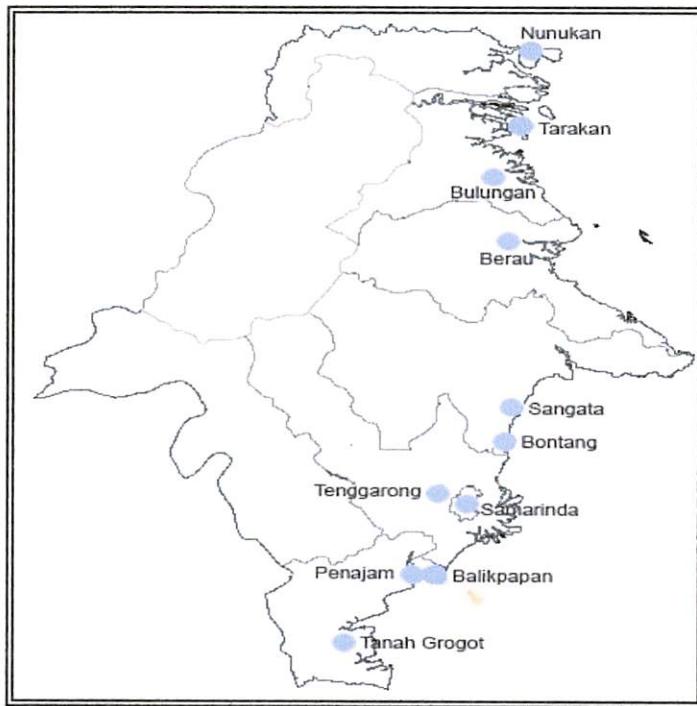 Nunukan
Tarakan
Bulungan
Berau
Sangata
Bontang
Tenggarong
Samarinda
Penajam
Balikpapan
Tanah Grogot